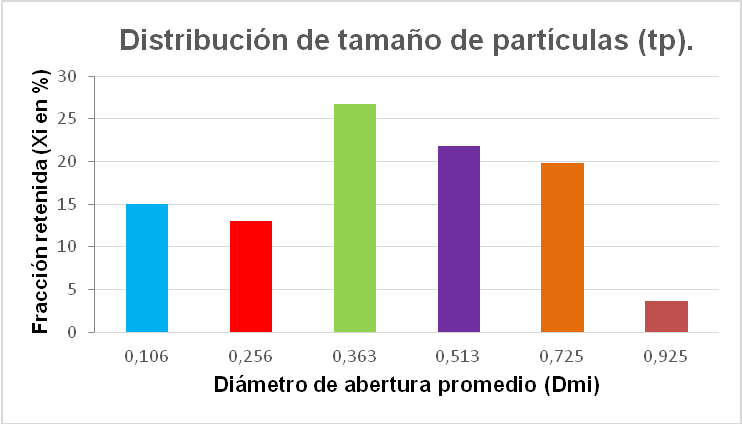 Distribución de tamaño de partículas (tp).
Fracción retenida (Xi en %)
30
25
20
15
10
5
0
0,106 0,256 0,363 0,513 0,725 0,925
Diámetro de abertura promedio (Dmi)